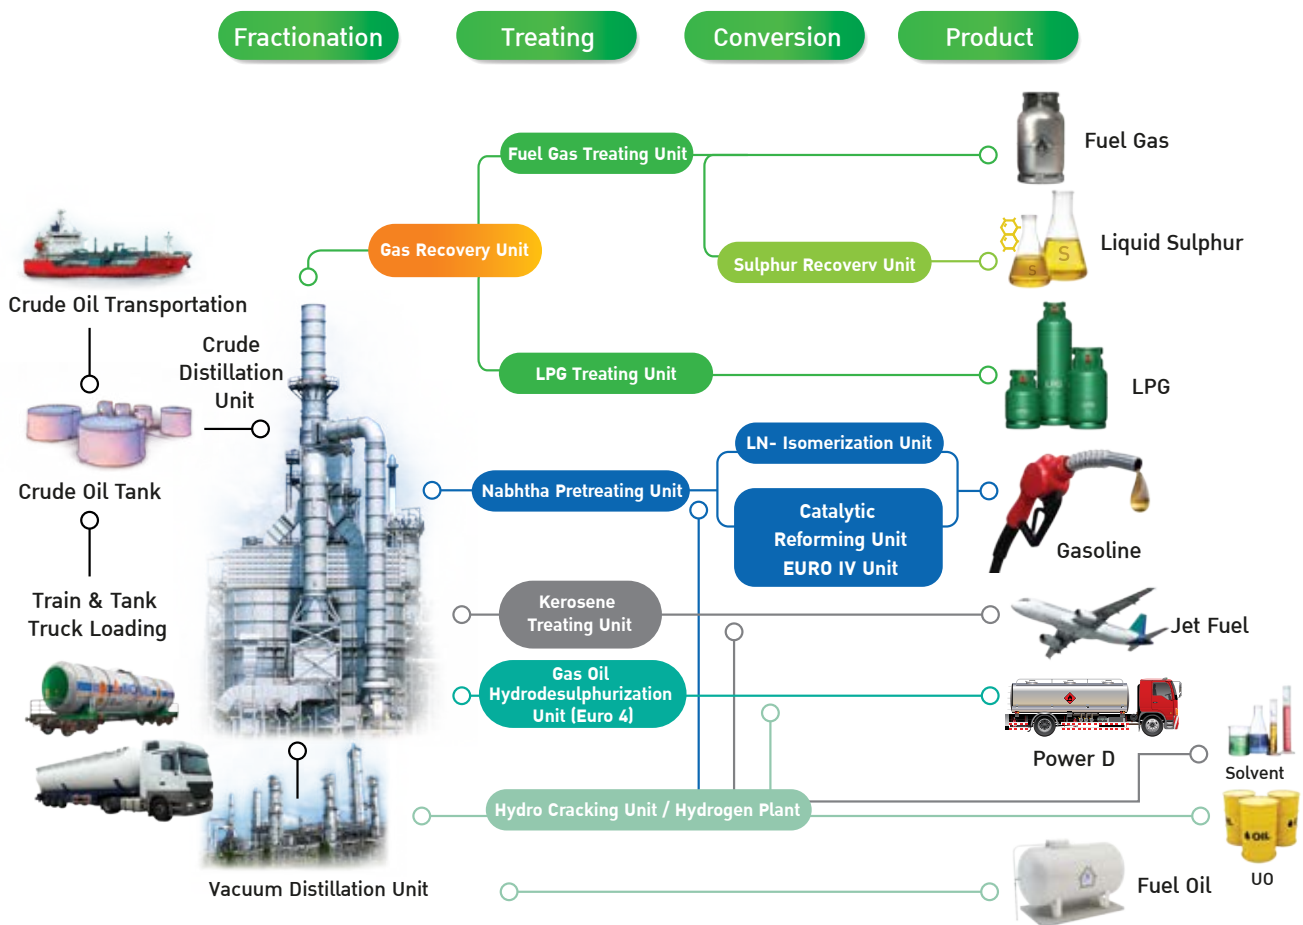 Fractionation
Treating
Conversion
Product
Fuel Gas Treating Unit
Fuel Gas
Gas Recovery Unit
Sulphur Recoverv Unit
Liquid Sulphur
S
S
Crude Oil Transportation
Crude
Distillation
Unit
LPG Treating Unit
LPG
LPG
LN- Isomerization Unit
Crude Oil Tank
Nabhtha Pretreating Unit
Catalytic
Reforming Unit
EURO IV Unit
Gasoline
Train & Tank
Truck Loading
Kerosene
Treating Unit
Jet Fuel
Gas Oil
Hydrodesulphurization
Unit (Euro 4)
Power D
Solvent
Hydro Cracking Unit / Hydrogen Plant
OIL
UO
Vacuum Distillation Unit
Fuel Oil